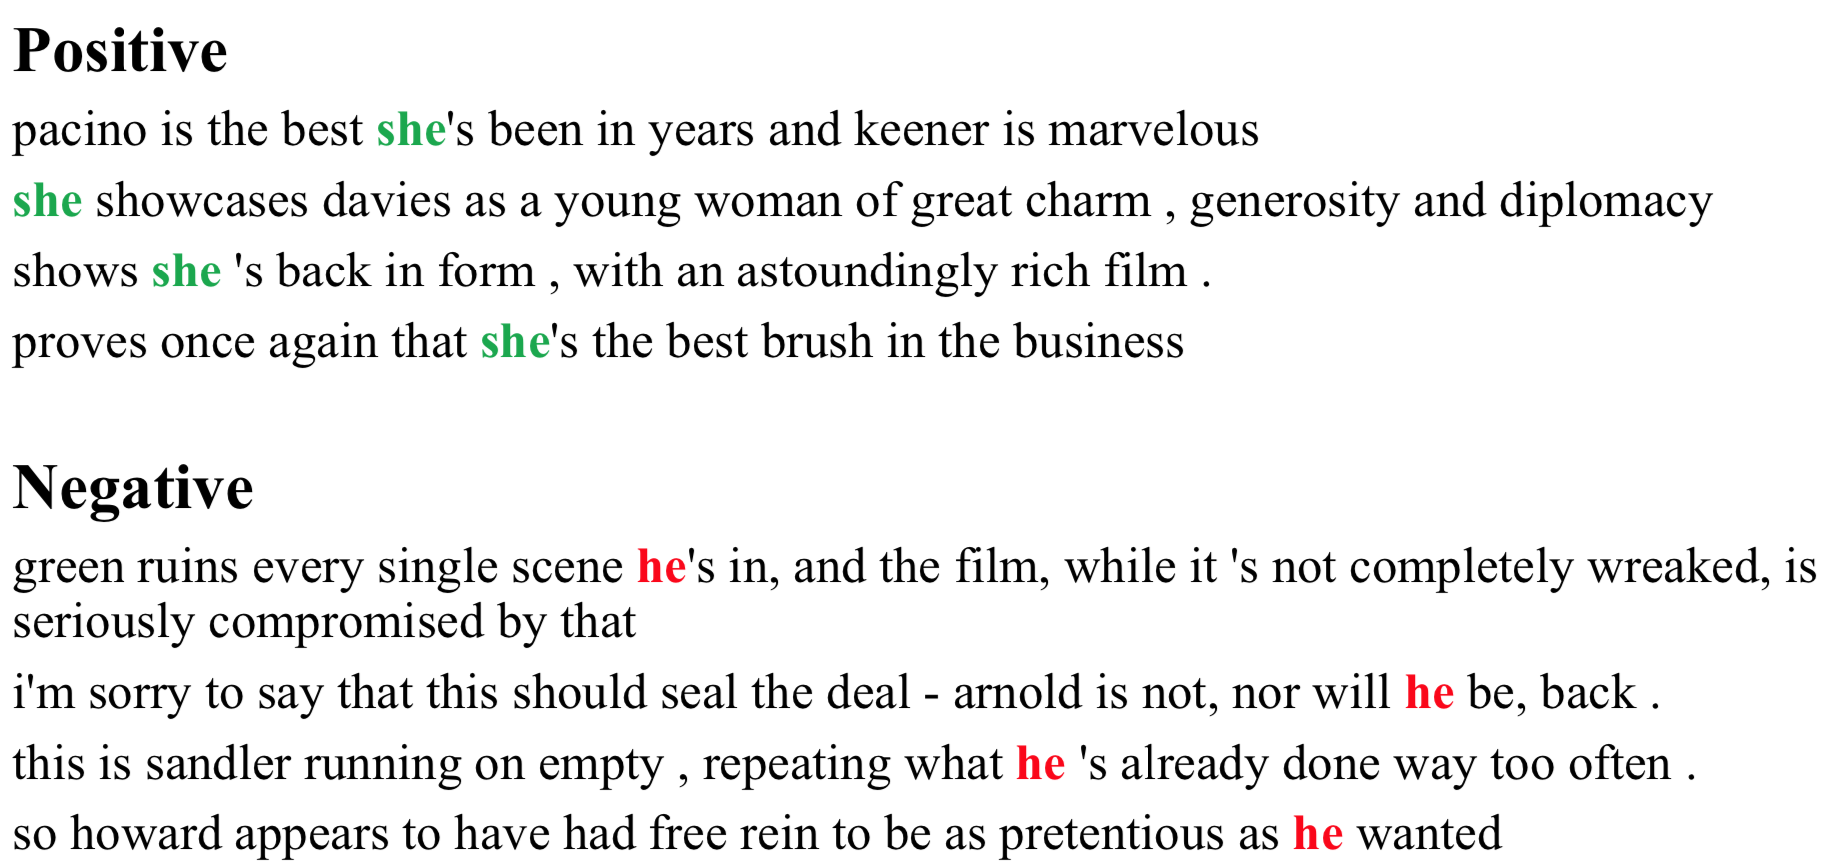 Positive
pacino is the best she's been in years and keener is marvelous
she showcases davies as a young woman of great charm , generosity and diplomacy
shows she 's back in form , with an astoundingly rich film .
proves once again that she's the best brush in the business
Negative
green ruins every single scene he's in, and the film, while it 's not completely wreaked, is
seriously compromised by that
i'm sorry to say that this should seal the deal - arnold is not, nor will he be, back .
this is sandler running on empty , repeating what he 's already done way too often .
so howard appears to have had free rein to be as pretentious as he wanted